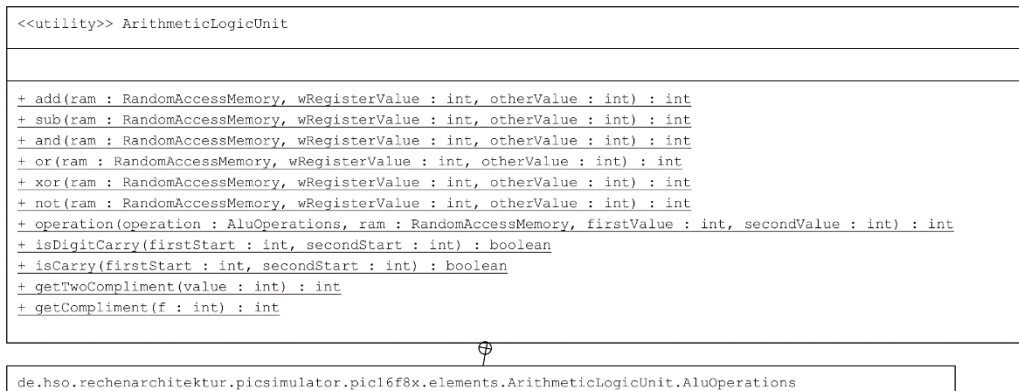 <<utility>> ArithmeticLogicUnit
+ add(ram : RandomAccessMemory, wRegisterValue : int, otherValue : int) : int
+ sub(ram : RandomAccessMemory, wRegisterValue : int, otherValue : int) : int
+ and(ram : RandomAccessMemory, wRegisterValue : int, otherValue : int) : int
+ or(ram : RandomAccessMemory, wRegisterValue : int, otherValue : int) : int
+ xor(ram : RandomAccessMemory, wRegisterValue : int, otherValue : int) : int
+ not(ram : RandomAccessMemory, wRegisterValue : int, otherValue : int) : int
+ operation(operation : AluOperations, ram : RandomAccessMemory, firstValue : int, secondValue : int) : int
+ isDigitCarry(firstStart : int, secondStart : int) : boolean
+ isCarry(firstStart : int, secondStart : int) : boolean
+ getTwoCompliment(value : int) : int
+ getCompliment(f : int) : int
de.hso.rechenarchitektur.picsimulator.pic16f8x.elements.ArithmeticLogicUnit.AluOperations